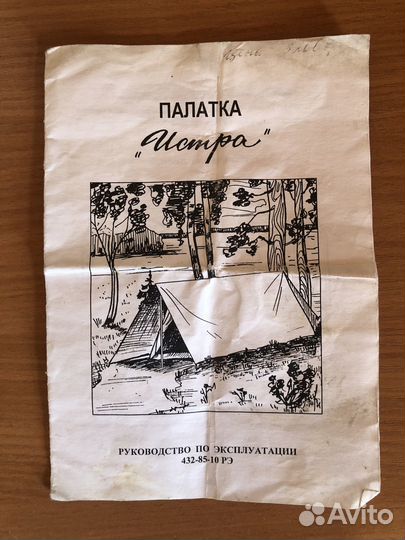 ПАЛАТКА
„Истра"
РУКОВОДСТВО ПО ЭКСПЛУАТАЦИИ
432-85-10 РЭ
Avito